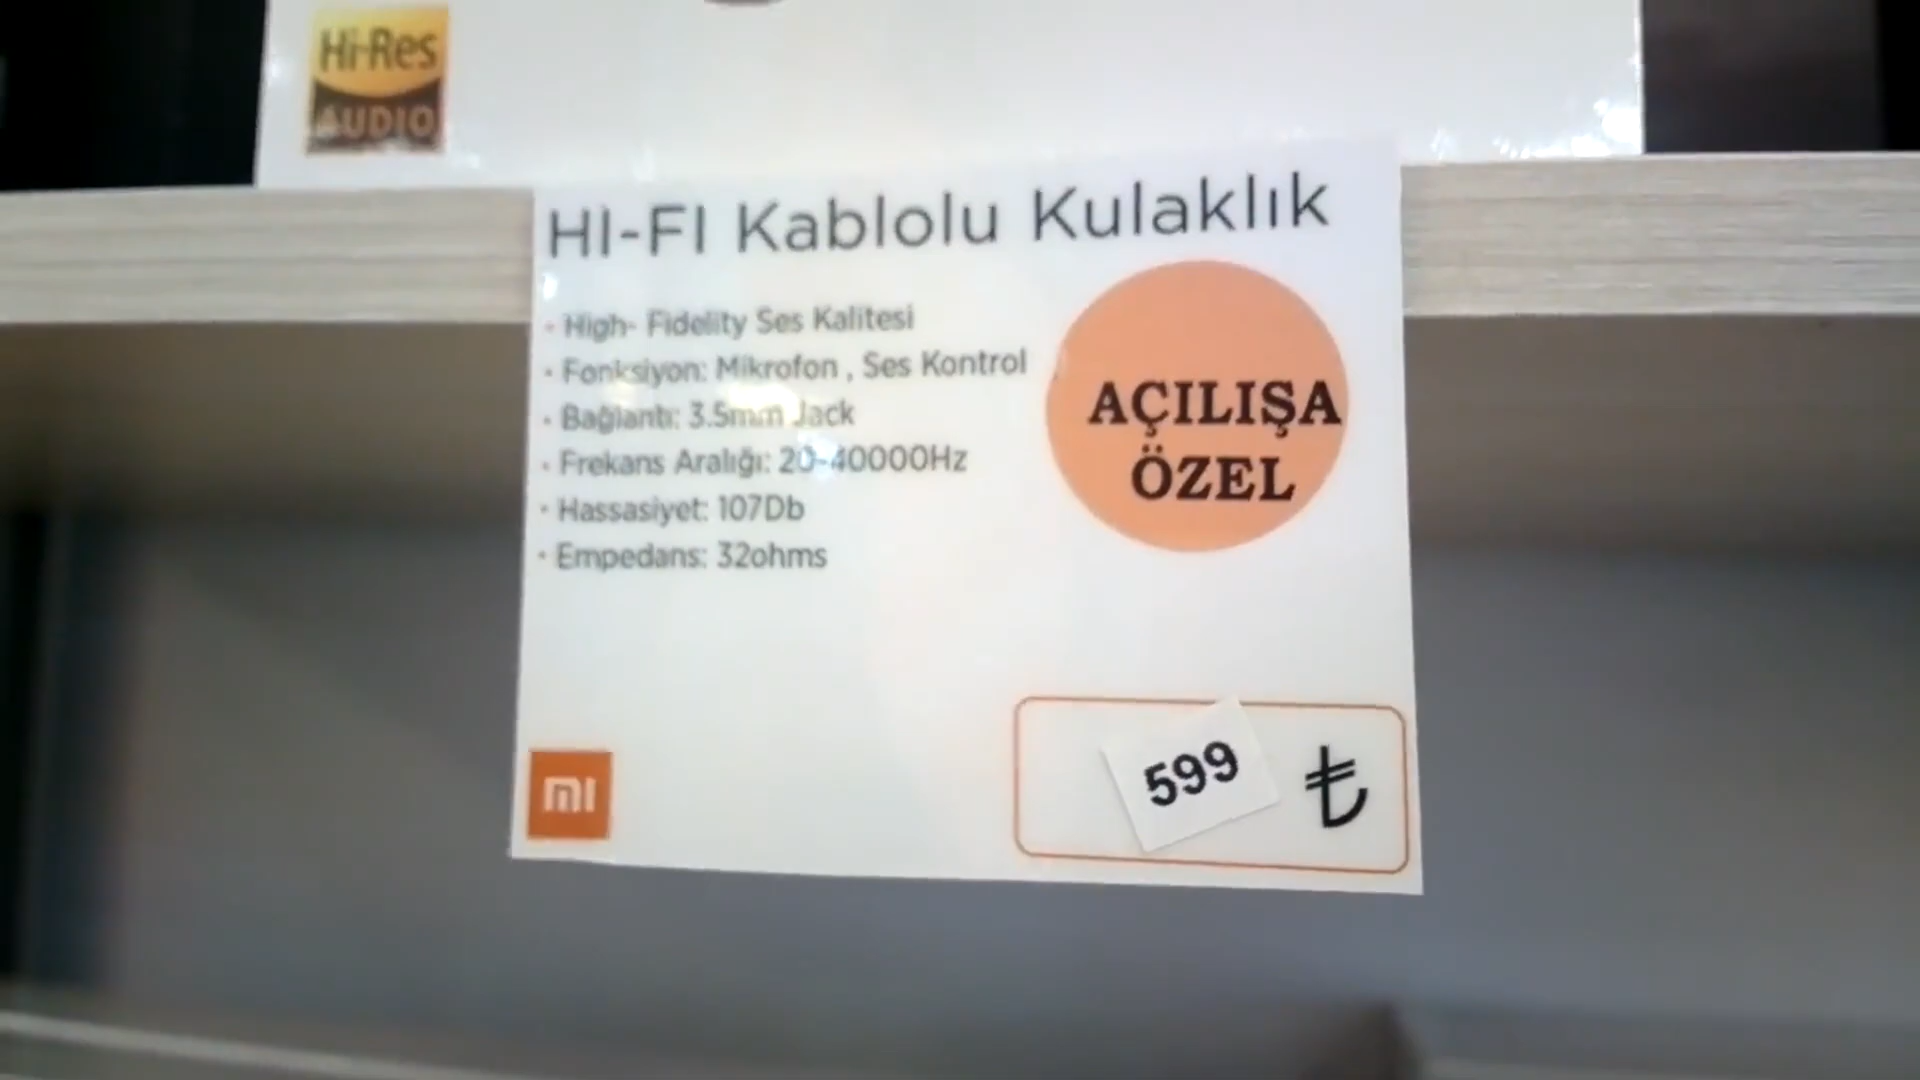 Hi-Res
AUDIO
HI-FI Kablolu Kulaklık
• High- Fidelity Ses Kalitesi
• Fonksiyon: Mikrofon , Ses Kontrol
• Bağlantı: 3.5mm Jack
• Frekans Aralığı: 20-40000Hz
• Hassasiyet: 107Db
• Empedans: 32ohms
AÇILIŞA
ÖZEL
mi
599 ₺